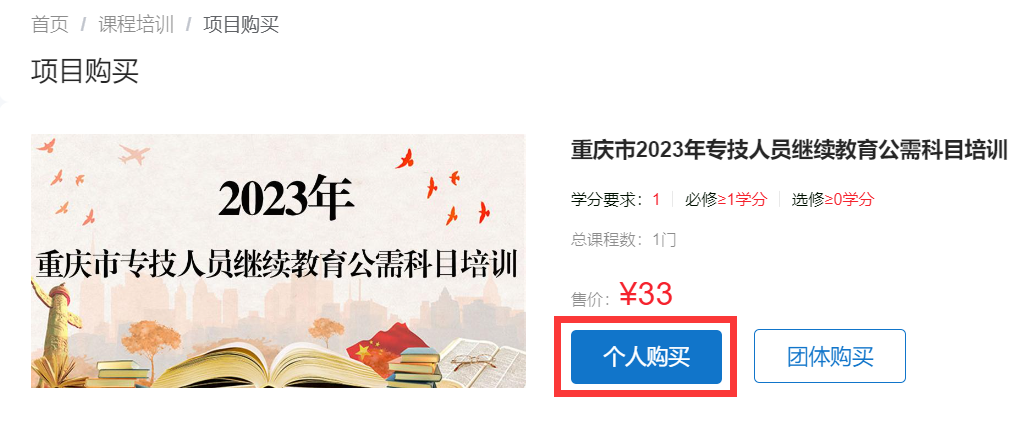 首页 / 课程培训 / 项目购买
项目购买
2023年
重庆市专技人员继续教育公需科目培训
重庆市2023年专技人员继续教育公需科目培训
学分要求：1 必修≥1学分 选修≥0学分
总课程数：1门
售价：¥33
个人购买 团体购买